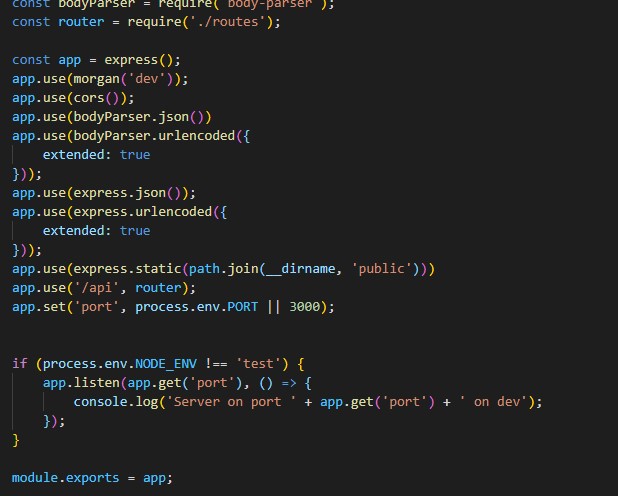 const bodyParser = require('body-parser');
const router = require('./routes');
const app = express();
app.use(morgan('dev'));
app.use(cors());
app.use(bodyParser.json())
app.use(bodyParser.urlencoded({
    extended: true
}));
app.use(express.json());
app.use(express.urlencoded({
    extended: true
}));
app.use(express.static(path.join(__dirname, 'public')))
app.use('/api', router);
app.set('port', process.env.PORT || 3000);
if (process.env.NODE_ENV !== 'test') {
    app.listen(app.get('port'), () => {
        console.log('Server on port ' + app.get('port') + ' on dev');
    });
}
module.exports = app;